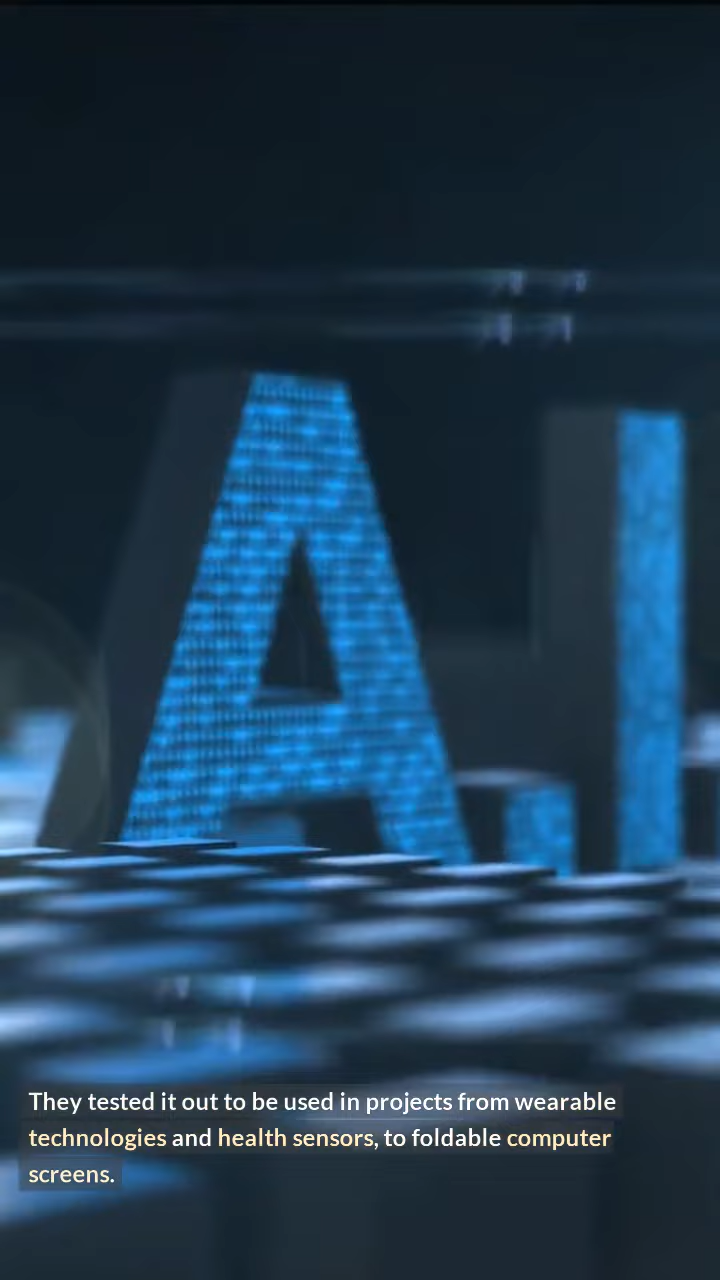 A.I
They tested it out to be used in projects from wearable
technologies and health sensors, to foldable computer
screens.